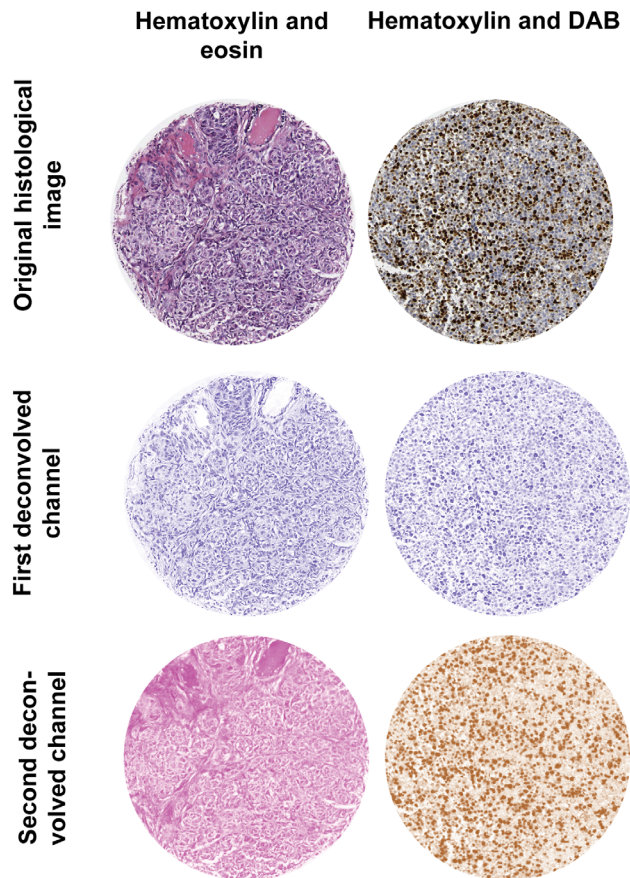 Hematoxylin and
eosin
Hematoxylin and DAB
Original histological
image
First deconvolved
channel
Second decon-
volved channel